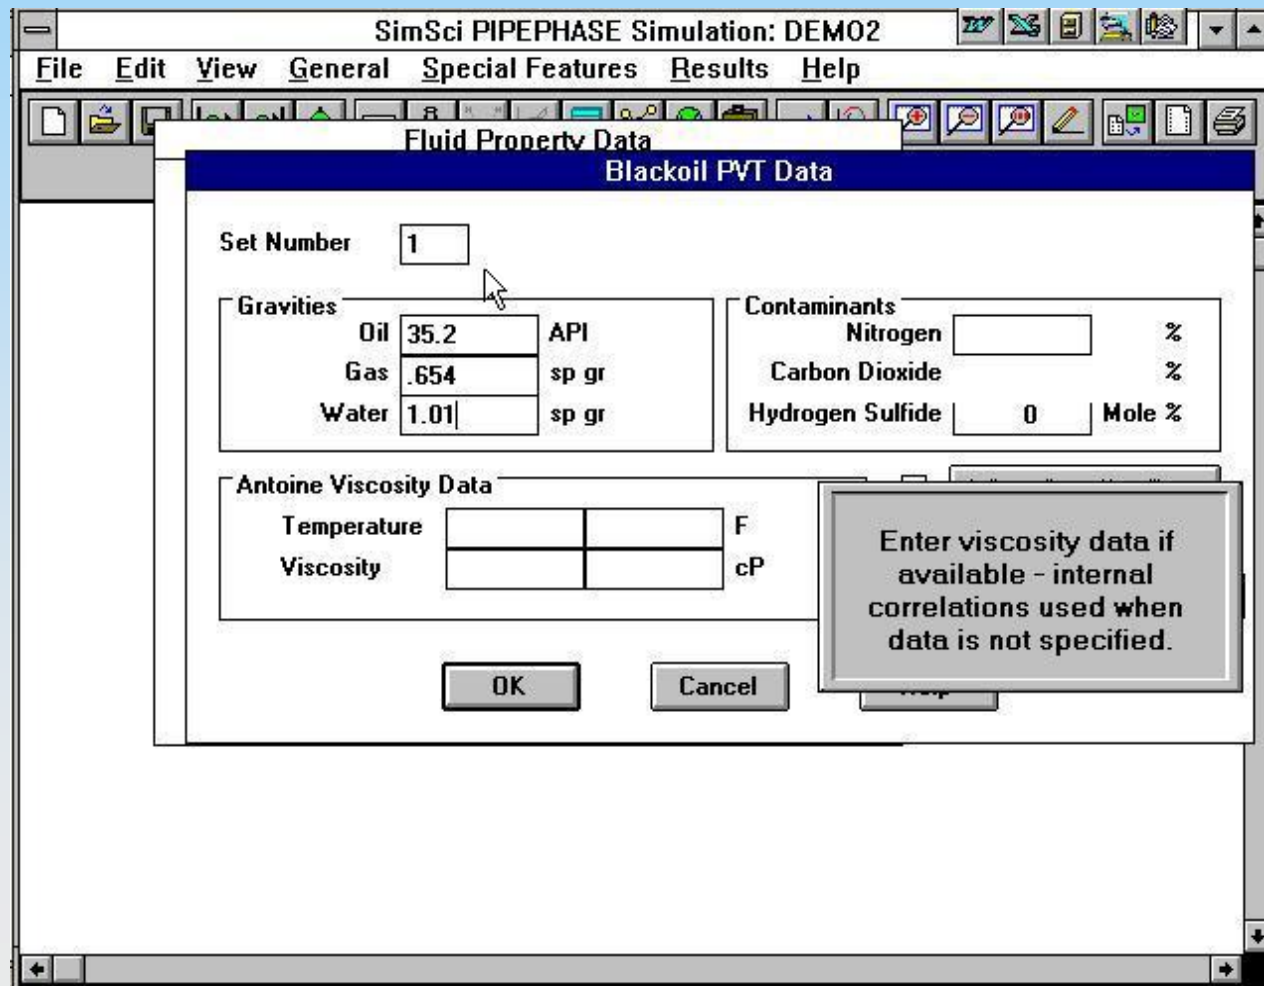 SimSci PIPEPHASE Simulation: DEMO2
File Edit View General Special Features Results Help
Fluid Property Data
Blackoil PVT Data
Set Number 1
Gravities
Oil 35.2 API
Gas .654 sp gr
Water 1.01 sp gr
Contaminants
Nitrogen %
Carbon Dioxide %
Hydrogen Sulfide 0 Mole %
Antoine Viscosity Data
Temperature F
Viscosity cP
Enter viscosity data if
available - internal
correlations used when
data is not specified.
OK Cancel